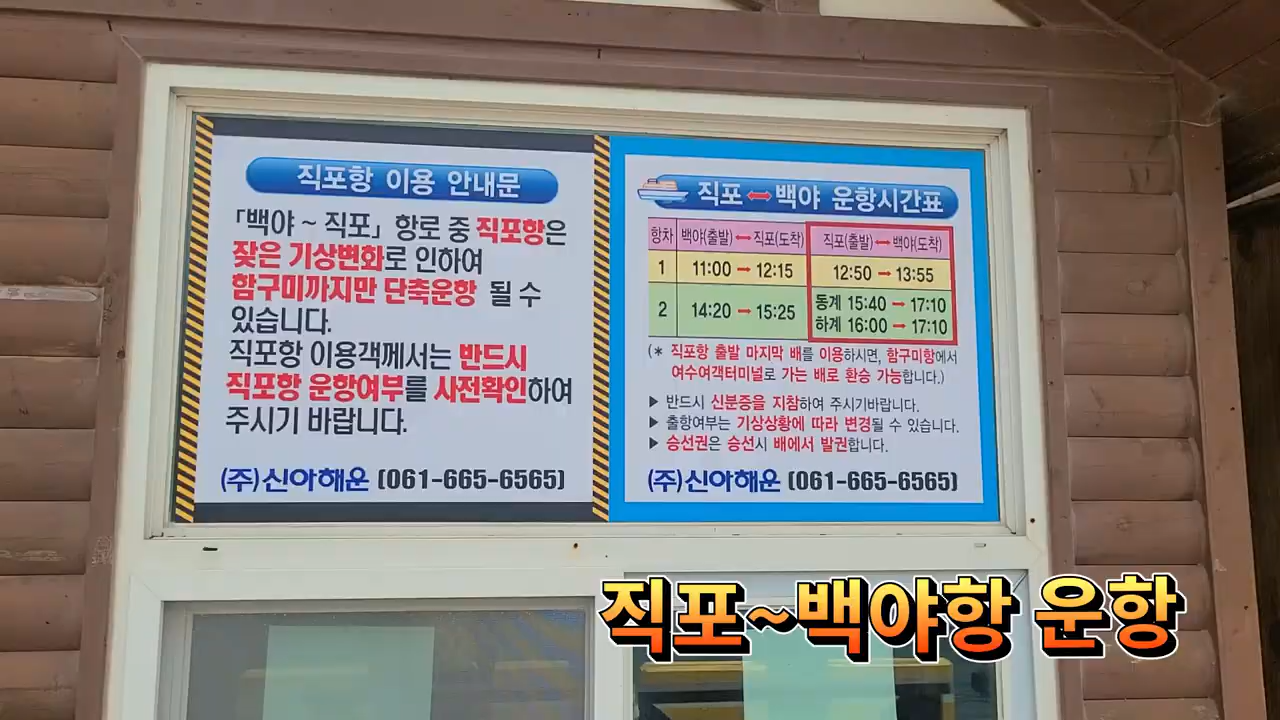 직포항 이용 안내문
「백야 ~ 직포」 항로 중 직포항은
잦은 기상변화로 인하여
함구미까지만 단축운항 될 수
있습니다.
직포항 이용객께서는 반드시
직포항 운항여부를 사전확인하여
주시기 바랍니다.
(주)신아해운 (061-665-6565)
직포↔백야 운항시간표
항차 백야(출발)↔직포(도착) 직포(출발)↔백야(도착)
1 11:00 → 12:15 12:50 → 13:55
2 14:20 → 15:25 동계 15:40 → 17:10
하계 16:00 → 17:10
(* 직포항 출발 마지막 배를 이용하시면, 함구미항에서
여수여객터미널로 가는 배로 환승 가능합니다.)
▶ 반드시 신분증을 지참하여 주시기바랍니다.
▶ 출항여부는 기상상황에 따라 변경될 수 있습니다.
▶ 승선권은 승선시 배에서 발권합니다.
(주)신아해운 (061-665-6565)
직포~백야항 운항